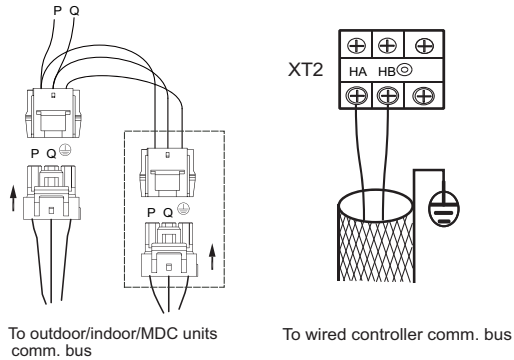 P Q
P Q
P Q
To outdoor/indoor/MDC units
comm. bus
XT2
HA HB
To wired controller comm. bus